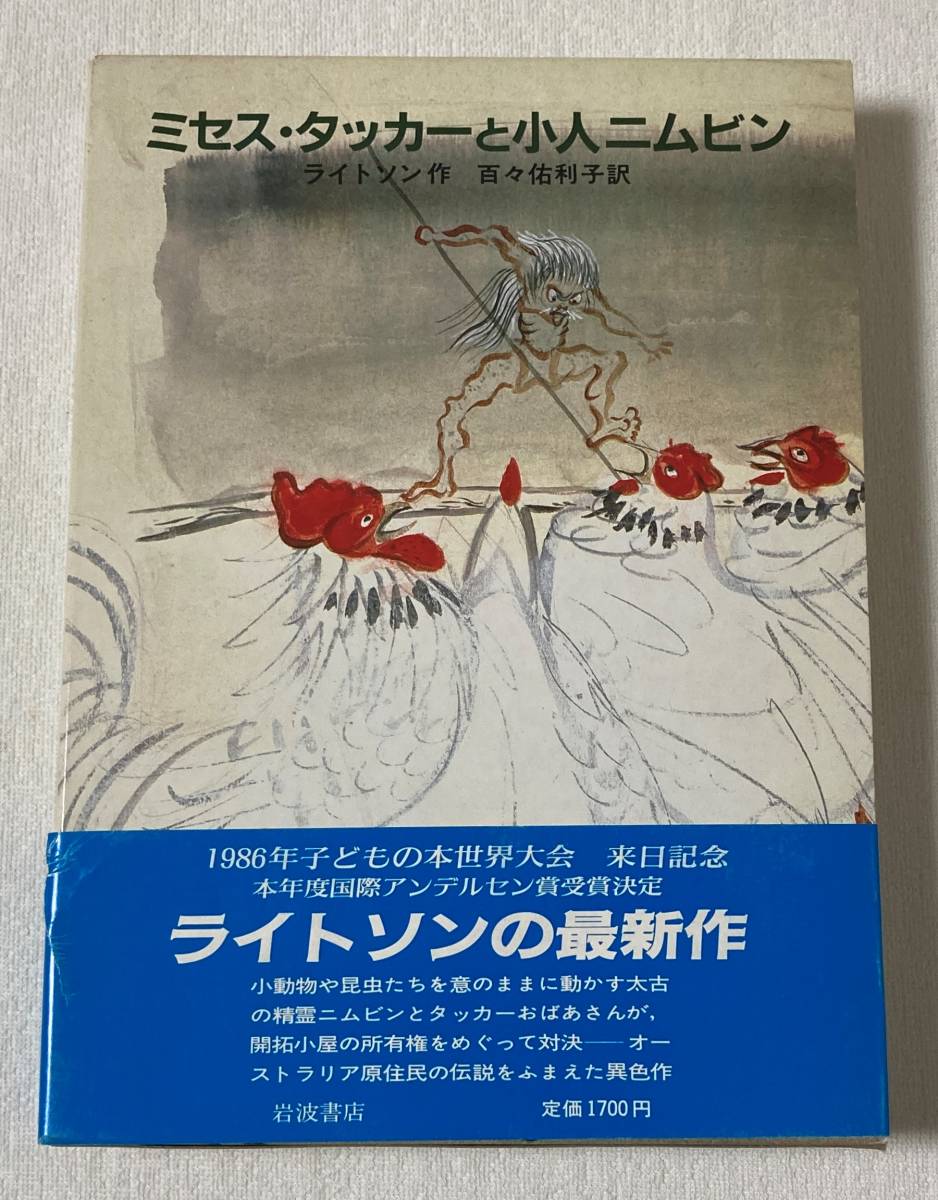 ミセス・タッカーと小人ニムビン
ライトソン作 百々佑利子訳
1986年子どもの本世界大会 来日記念
本年度国際アンデルセン賞受賞決定
ライトソンの最新作
小動物や昆虫たちを意のままに動かす太古
の精霊ニムビンとタッカーおばあさんが,
開拓小屋の所有権をめぐって対決——オー
ストラリア原住民の伝説をふまえた異色作
岩波書店 定価1700円